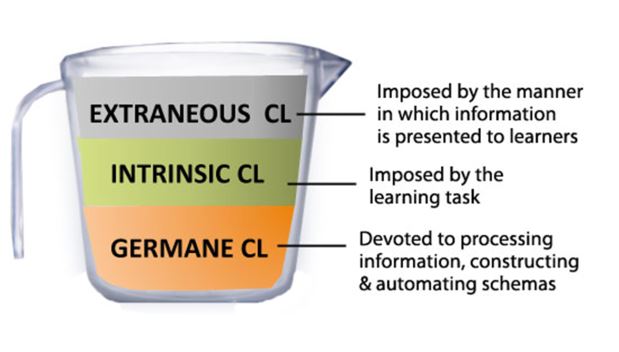 EXTRANEOUS CL
Imposed by the manner
in which information
is presented to learners
INTRINSIC CL
Imposed by the
learning task
GERMANE CL
Devoted to processing
information, constructing
& automating schemas